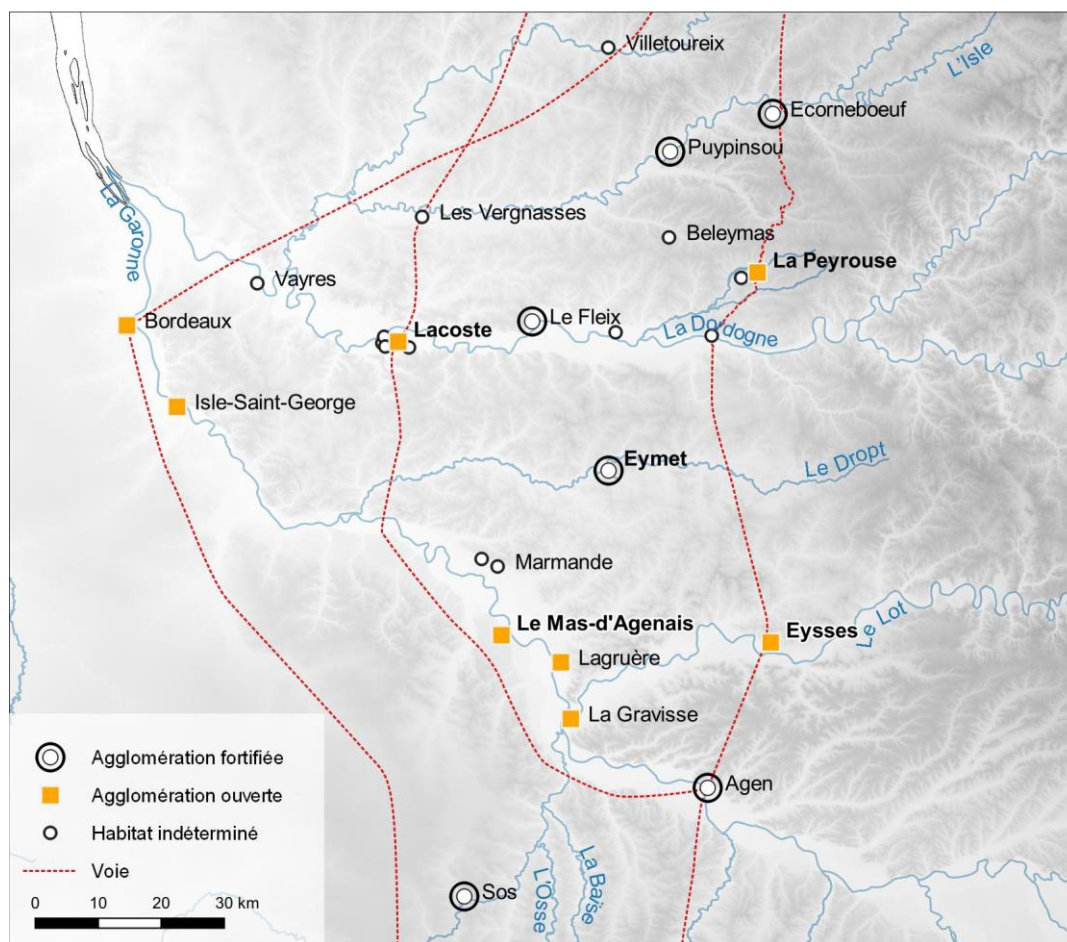 Villetoureix
L'Isle
Ecorneboeuf
Puypinsou
La Garonne
Les Vergnasses
Beleymas
La Peyrouse
Vayres
Bordeaux
Le Fleix
La Dordogne
Lacoste
Isle-Saint-George
Eymet
Le Dropt
Marmande
Le Mas-d'Agenais
Eysses
Le Lot
Lagruère
La Gravisse
Agen
Sos
L'Osse
La Baïse
Agglomération fortifiée
Agglomération ouverte
Habitat indéterminé
Voie
0 10 20 30 km